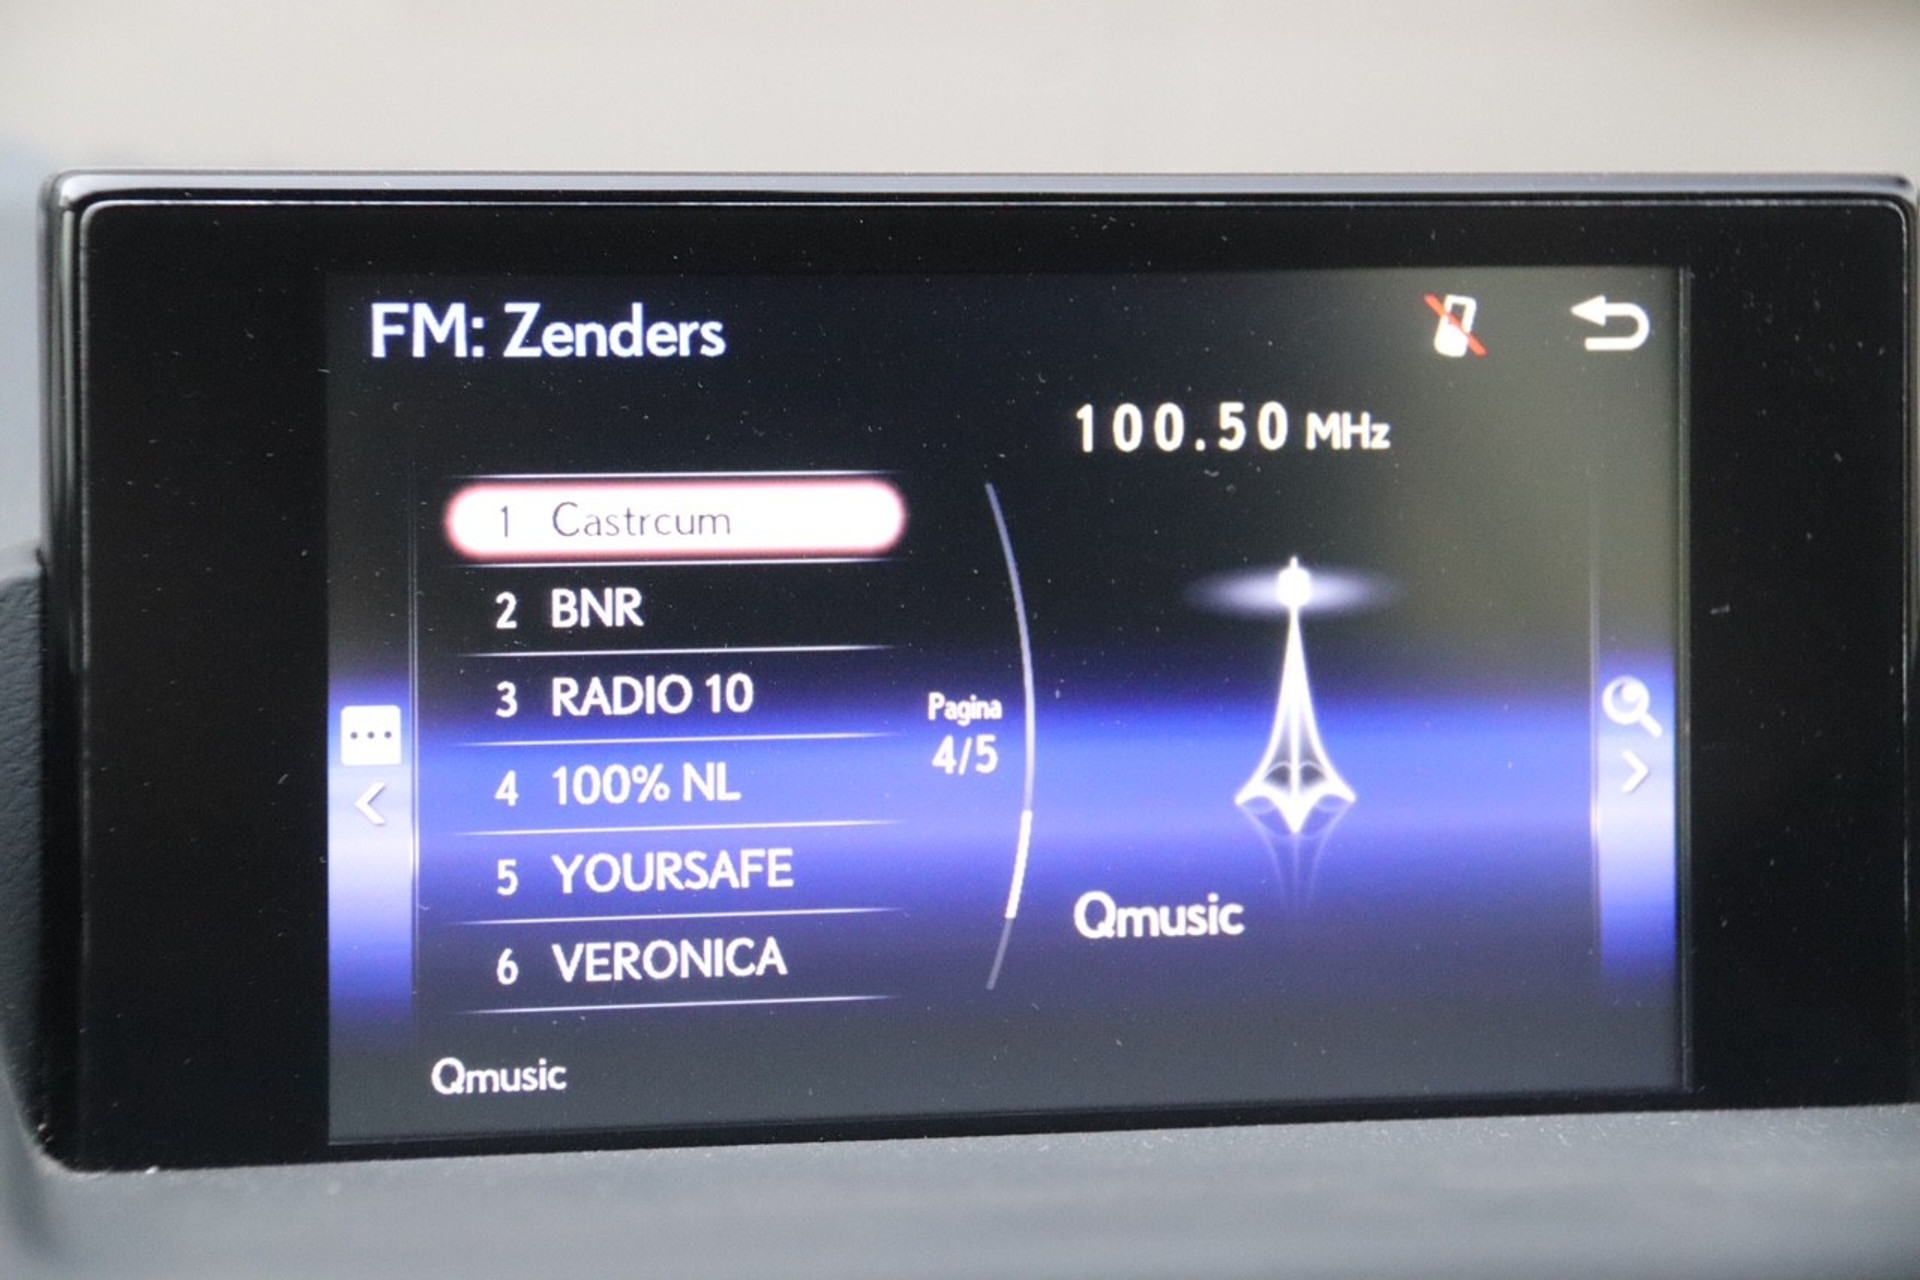 FM: Zenders
100.50 MHz
1 Castrcum
2 BNR
3 RADIO 10
4 100% NL
5 YOURSAFE
6 VERONICA
Pagina
4/5
Qmusic
Qmusic